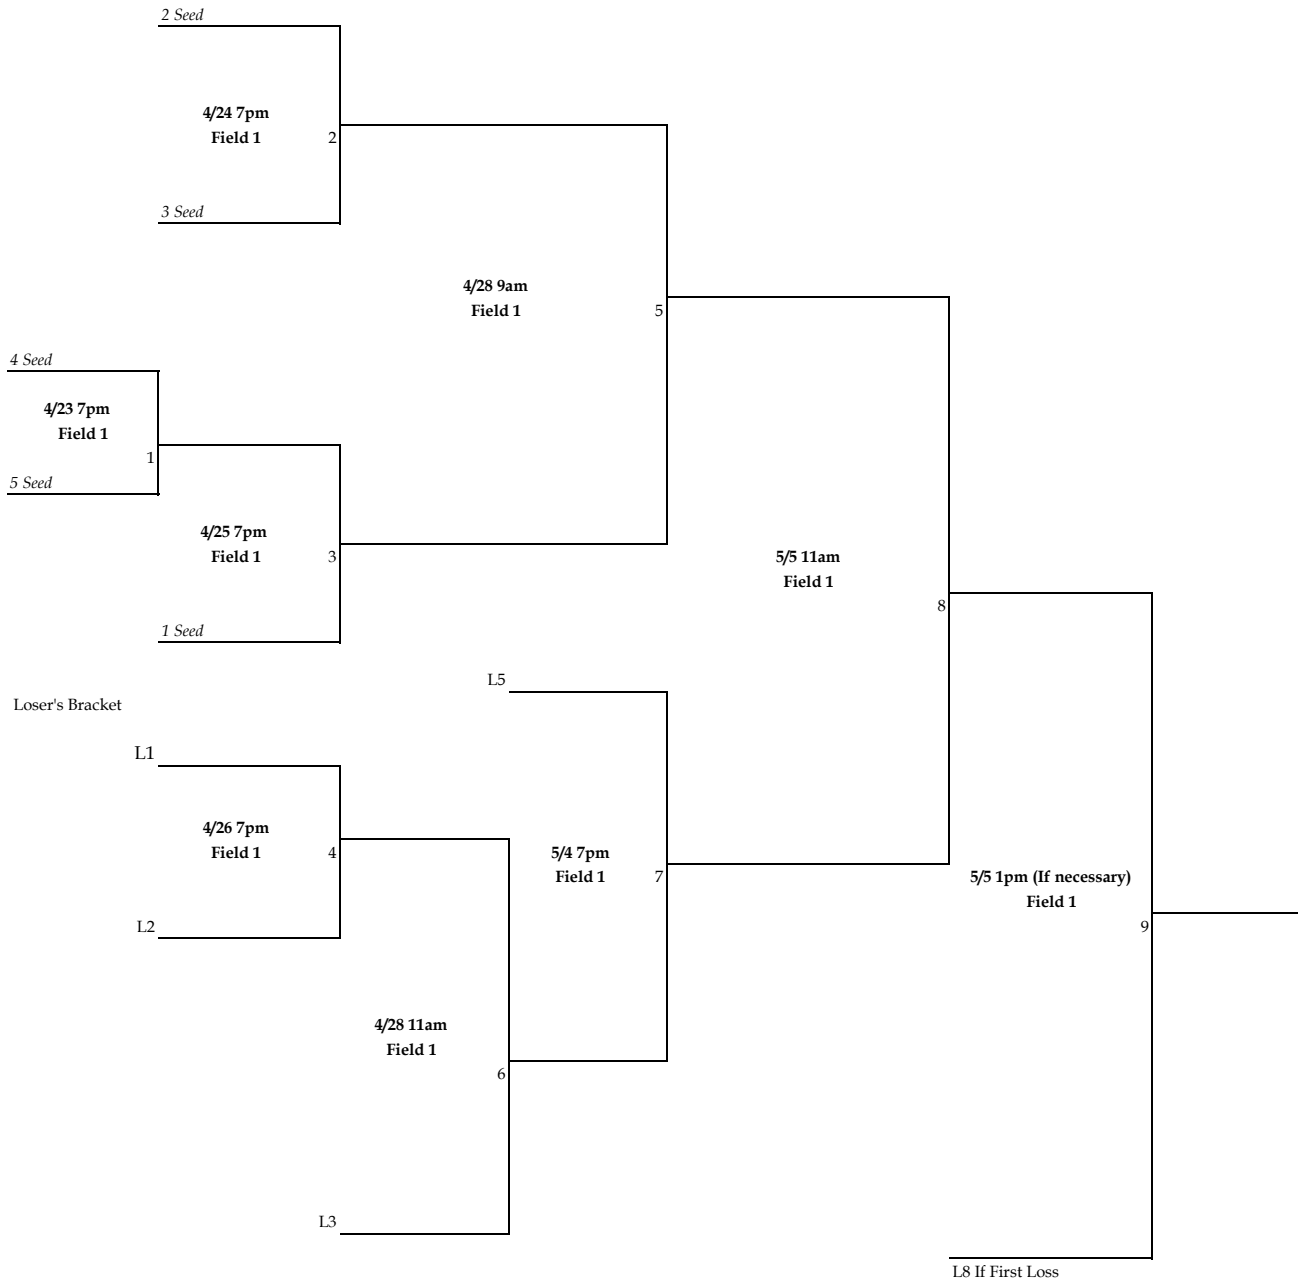 2 Seed
4/24 7pm
Field 1
2
3 Seed
4/28 9am
Field 1
5
4 Seed
4/23 7pm
Field 1
1
5 Seed
4/25 7pm
Field 1
3
5/5 11am
Field 1
8
1 Seed
L5
Loser's Bracket
L1
4/26 7pm
Field 1
4
5/4 7pm
Field 1
7
5/5 1pm (If necessary)
Field 1
9
L2
4/28 11am
Field 1
6
L3
L8 If First Loss